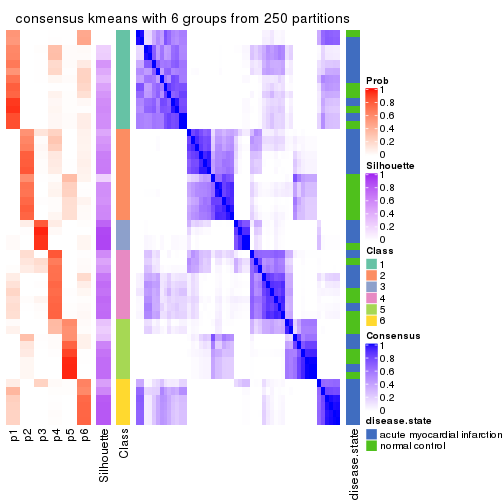 consensus kmeans with 6 groups from 250 partitions
Prob
1
0.8
0.6
0.4
0.2
0
Silhouette
1
0.8
0.6
0.4
0.2
0
Class
1
2
3
4
5
6
Consensus
1
0.8
0.6
0.4
0.2
0
disease.state
acute myocardial infarction
normal control
p1
p2
p3
p4
p5
p6
Silhouette
Class
disease.state